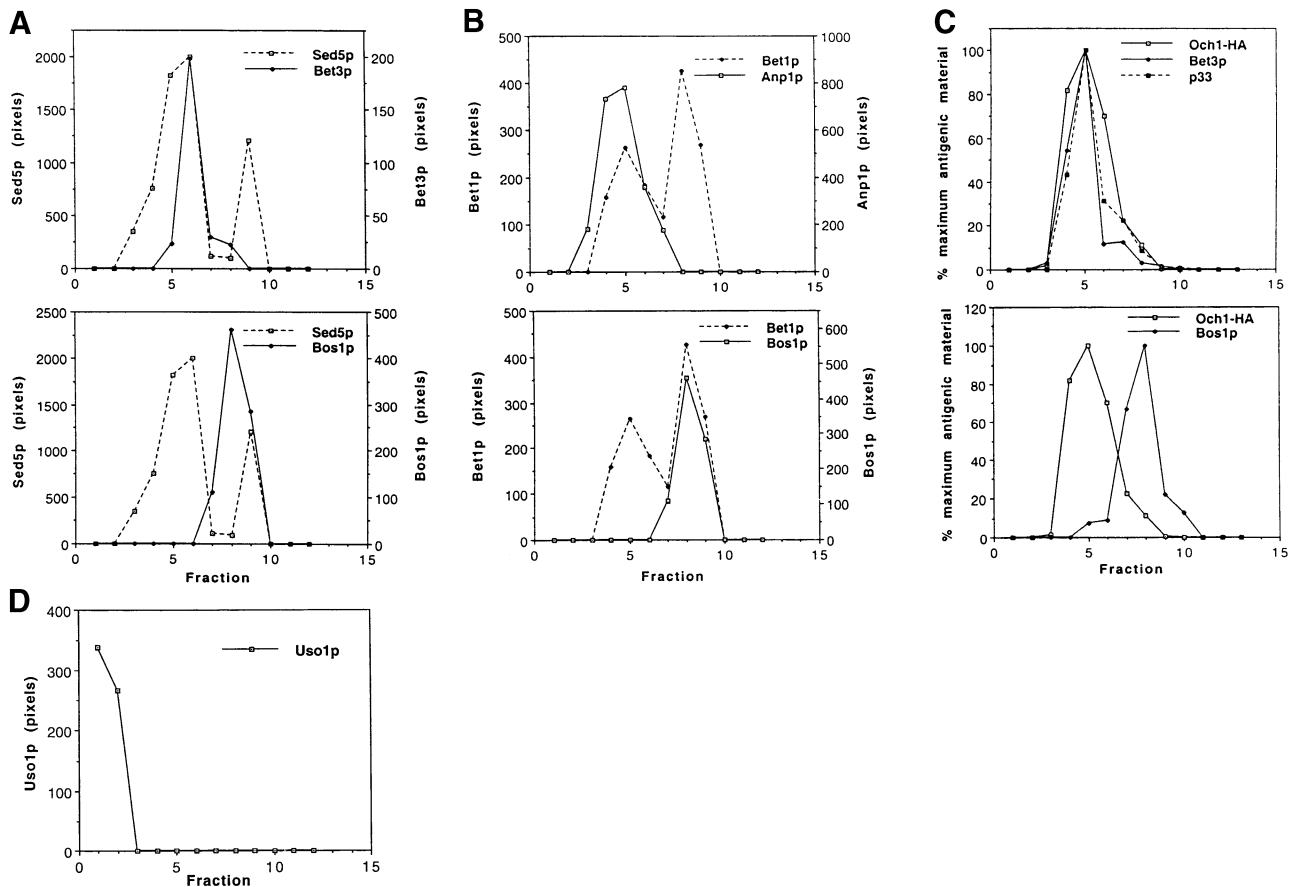 A
B
C
D
Sed5p (pixels)
2000
1500
1000
500
0
Sed5p
Bet3p
200
150
100
50
0
Bet3p (pixels)
0 5 10 15
Bet1p (pixels)
500
400
300
200
100
0
Bet1p
Anp1p
1000
800
600
400
200
0
Anp1p (pixels)
0 5 10 15
% maximum antigenic material
100
80
60
40
20
0
Och1-HA
Bet3p
p33
0 5 10 15
Sed5p (pixels)
2500
2000
1500
1000
500
0
Sed5p
Bos1p
500
400
300
200
100
0
Bos1p (pixels)
0 5 10 15
Fraction
Bet1p (pixels)
500
400
300
200
100
0
Bet1p
Bos1p
600
500
400
300
200
100
0
Bos1p (pixels)
0 5 10 15
Fraction
% maximum antigenic material
120
100
80
60
40
20
0
Och1-HA
Bos1p
0 5 10 15
Fraction
Uso1p (pixels)
400
300
200
100
0
Uso1p
0 5 10 15
Fraction